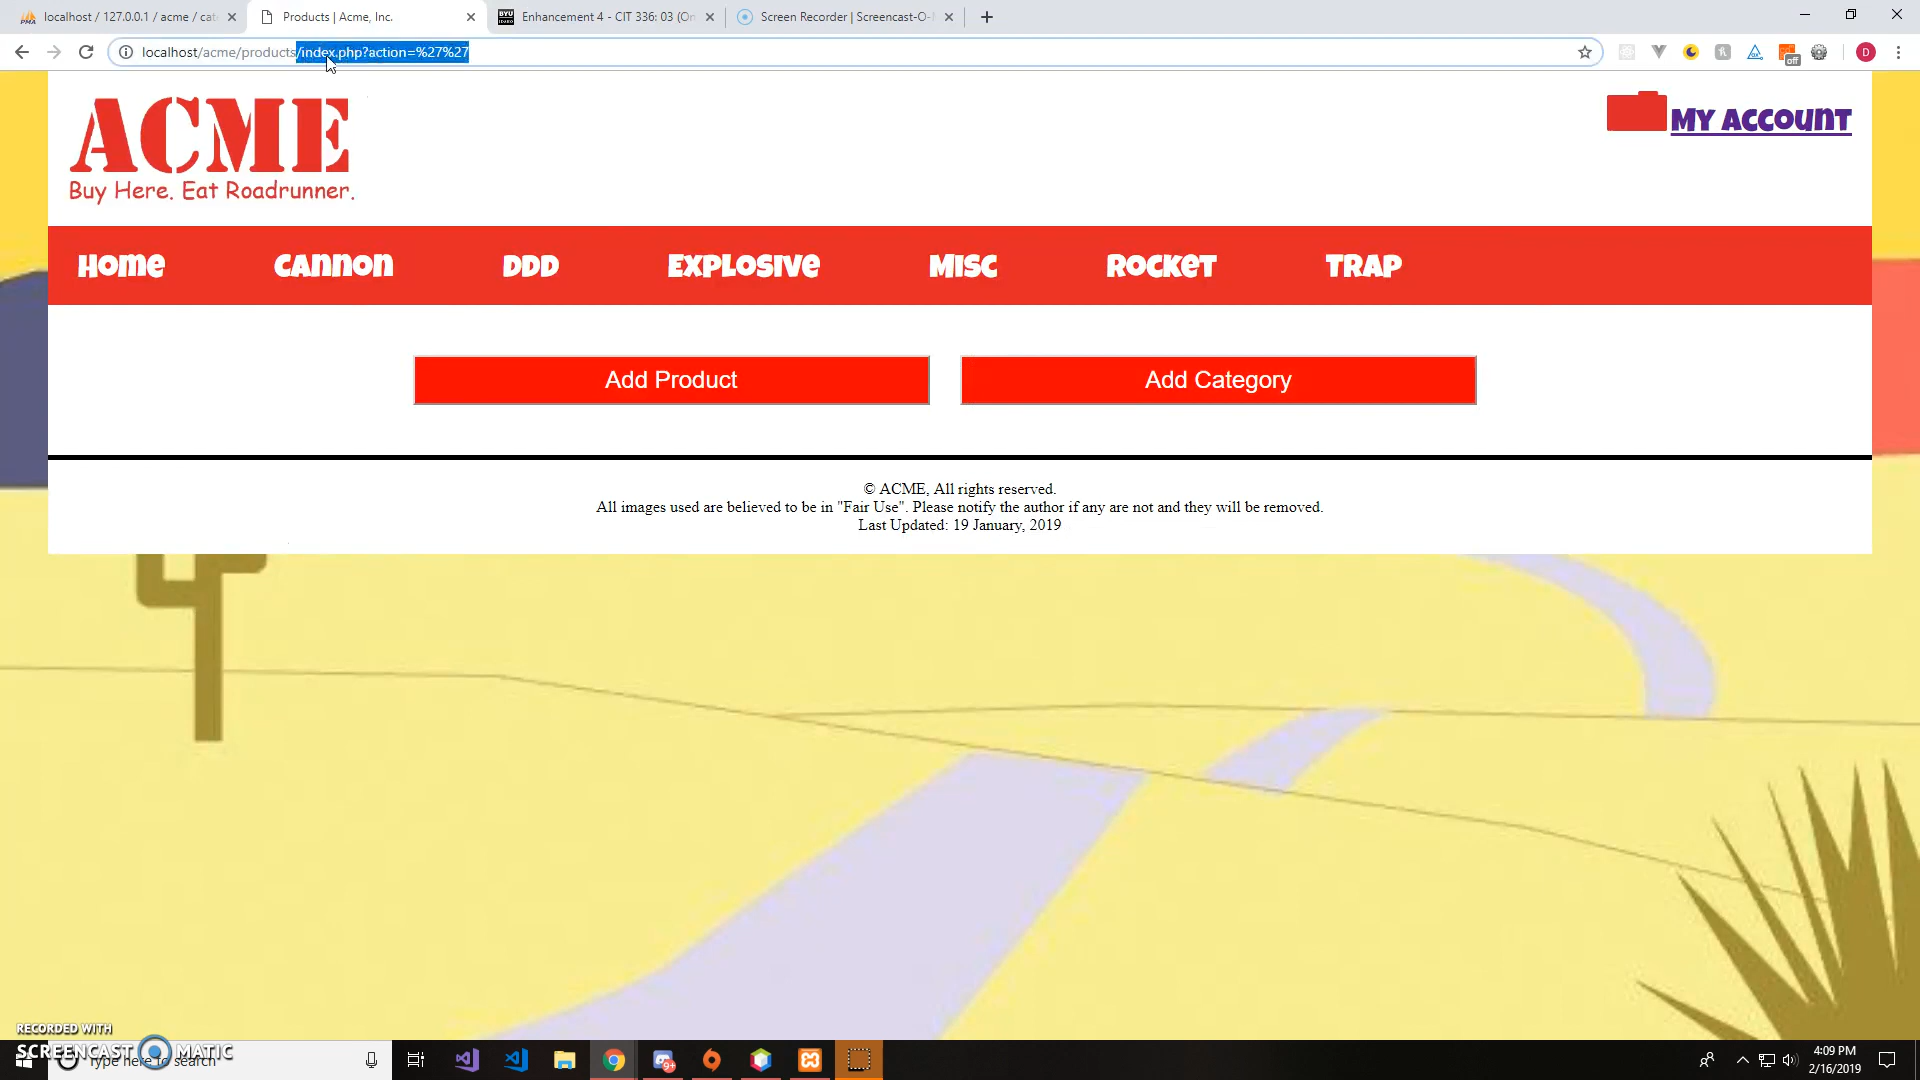 localhost / 127.0.0.1 / acme / cat
Products | Acme, Inc.
Enhancement 4 - CIT 336: 03 (On
Screen Recorder | Screencast-O-
localhost/acme/products/index.php?action=%27%27
off
D
ACME
Buy Here. Eat Roadrunner.
My Account
Home
Cannon
DDD
Explosive
Misc
Rocket
Trap
Add Product
Add Category
© ACME, All rights reserved.
All images used are believed to be in "Fair Use". Please notify the author if any are not and they will be removed.
Last Updated: 19 January, 2019
RECORDED WITH
SCREENCAST MATIC
Type here to search
4:09 PM
2/16/2019